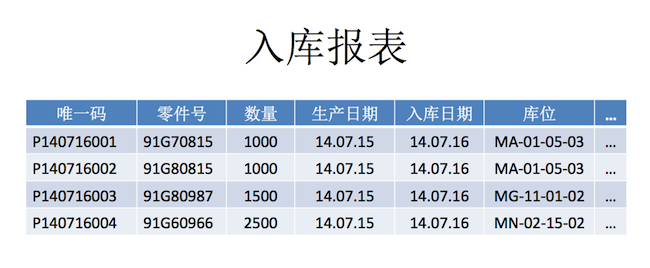 入库报表
唯一码 零件号 数量 生产日期 入库日期 库位 ...
P140716001 91G70815 1000 14.07.15 14.07.16 MA-01-05-03 ...
P140716002 91G80815 1000 14.07.15 14.07.16 MA-01-05-03 ...
P140716003 91G80987 1500 14.07.15 14.07.16 MG-11-01-02 ...
P140716004 91G60966 2500 14.07.15 14.07.16 MN-02-15-02 ...